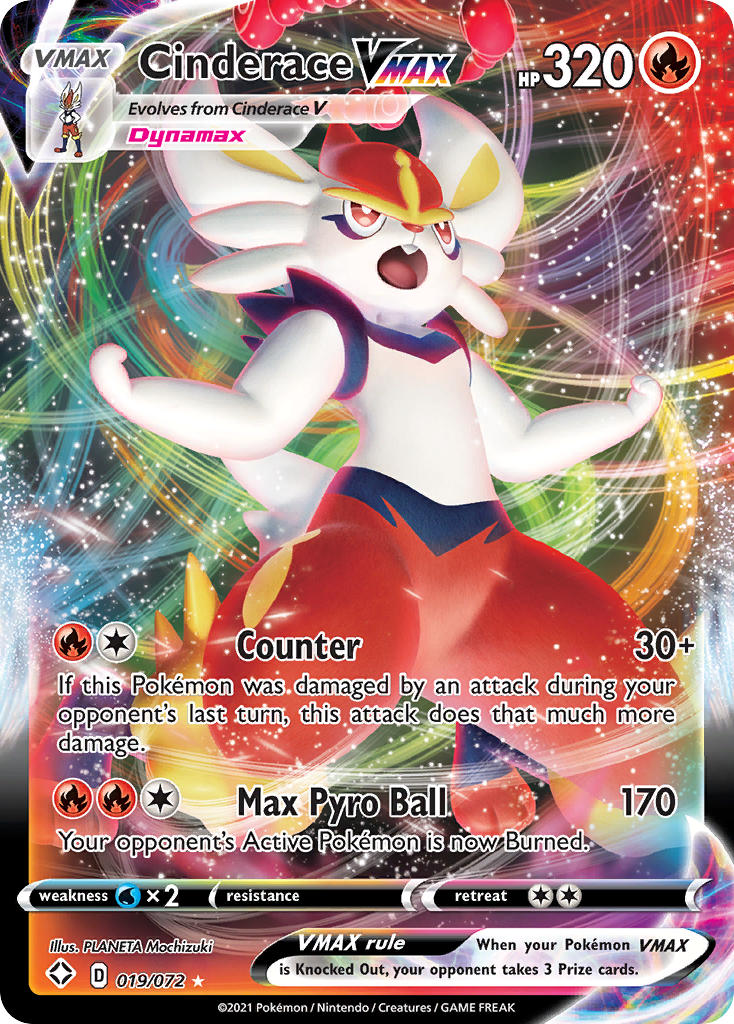 VMAX
Cinderace VMAX
HP 320
Evolves from Cinderace V
Dynamax
Counter 30+
If this Pokémon was damaged by an attack during your
opponent's last turn, this attack does that much more
damage.
Max Pyro Ball 170
Your opponent's Active Pokémon is now Burned.
weakness ×2 resistance retreat
Illus. PLANETA Mochizuki
VMAX rule When your Pokémon VMAX
is Knocked Out, your opponent takes 3 Prize cards.
D 019/072 ★
©2021 Pokémon / Nintendo / Creatures / GAME FREAK